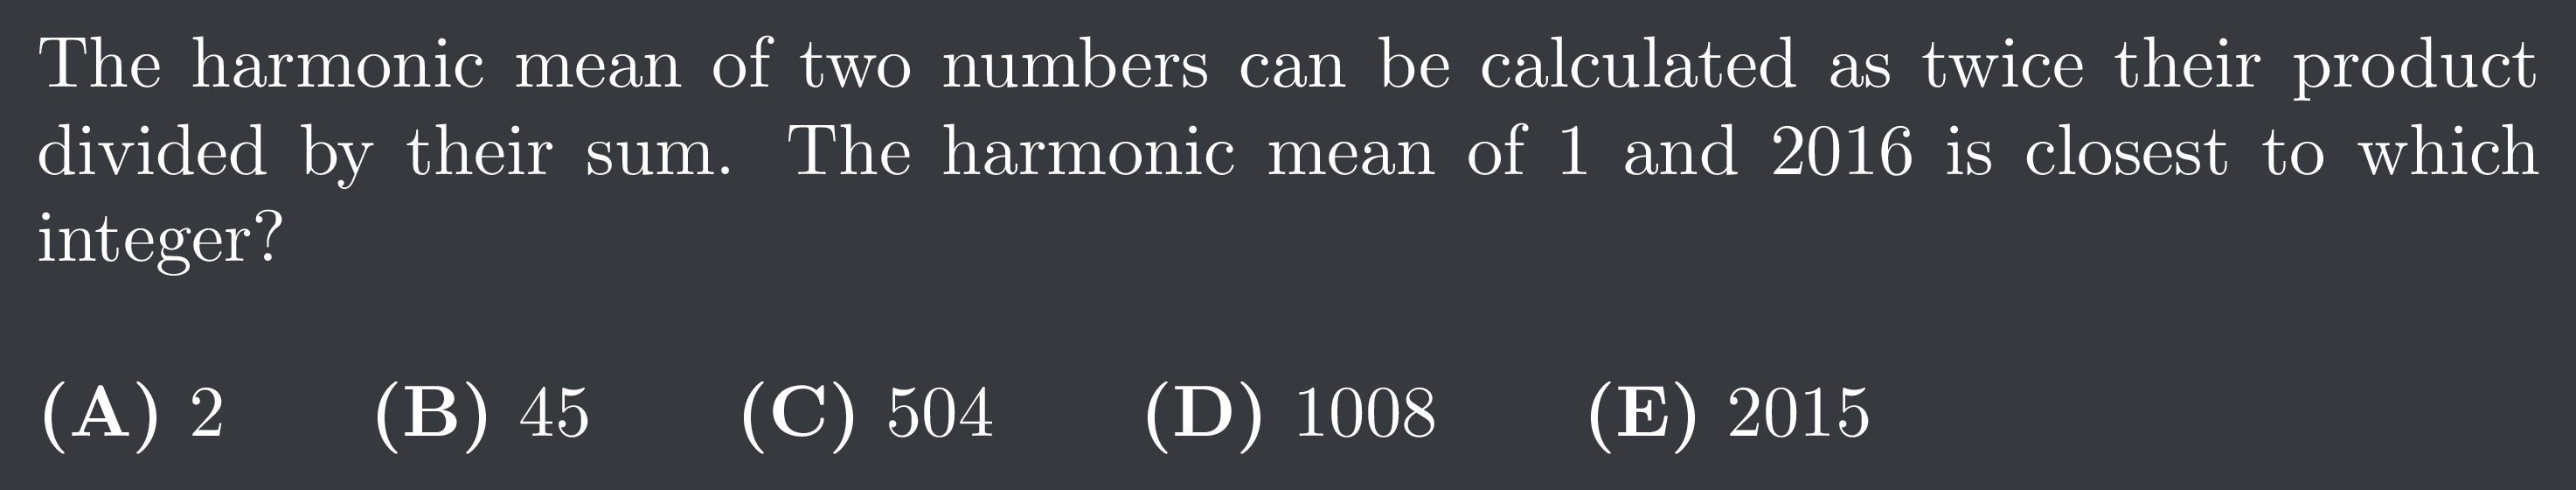 The harmonic mean of two numbers can be calculated as twice their product
divided by their sum. The harmonic mean of 1 and 2016 is closest to which
integer?
(A) 2 (B) 45 (C) 504 (D) 1008 (E) 2015